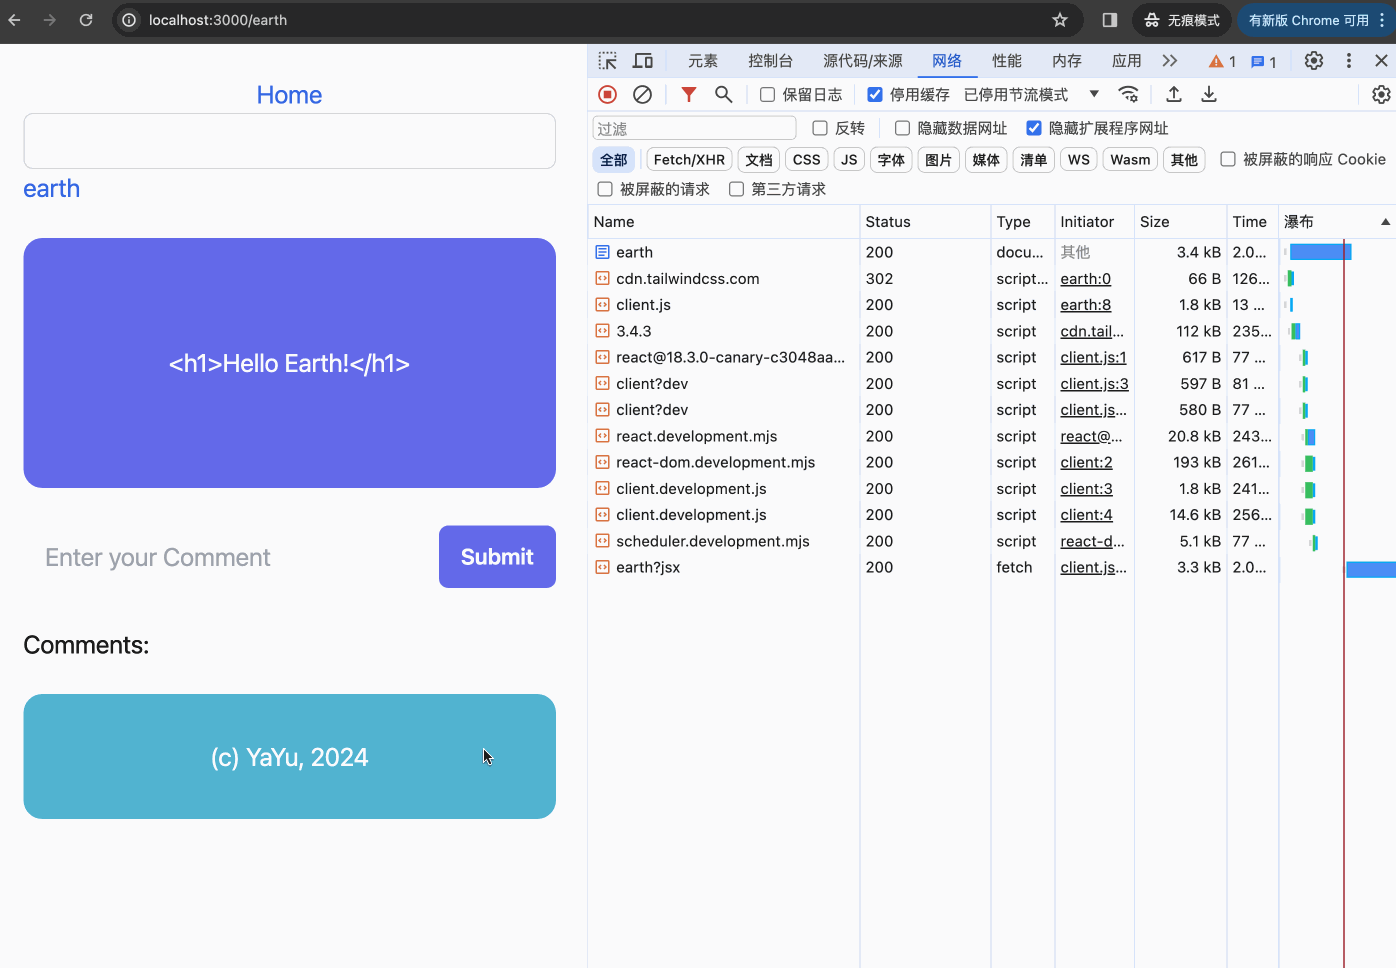 localhost:3000/earth
无痕模式
有新版 Chrome 可用
Home
earth
<h1>Hello Earth!</h1>
Enter your Comment
Submit
Comments:
(c) YaYu, 2024
元素 控制台 源代码/来源 网络 性能 内存 应用 1 1
保留日志 停用缓存 已停用节流模式
过滤 反转 隐藏数据网址 隐藏扩展程序网址
全部 Fetch/XHR 文档 CSS JS 字体 图片 媒体 清单 WS Wasm 其他 被屏蔽的响应 Cookie
被屏蔽的请求 第三方请求
Name Status Type Initiator Size Time 瀑布
earth 200 docu... 其他 3.4 kB 2.0...
cdn.tailwindcss.com 302 script... earth:0 66 B 126...
client.js 200 script earth:8 1.8 kB 13 ...
3.4.3 200 script cdn.tail... 112 kB 235...
react@18.3.0-canary-c3048aa... 200 script client.js:1 617 B 77 ...
client?dev 200 script client.js:3 597 B 81 ...
client?dev 200 script client.js... 580 B 77 ...
react.development.mjs 200 script react@... 20.8 kB 243...
react-dom.development.mjs 200 script client:2 193 kB 261...
client.development.js 200 script client:3 1.8 kB 241...
client.development.js 200 script client:4 14.6 kB 256...
scheduler.development.mjs 200 script react-d... 5.1 kB 77 ...
earth?jsx 200 fetch client.js... 3.3 kB 2.0...